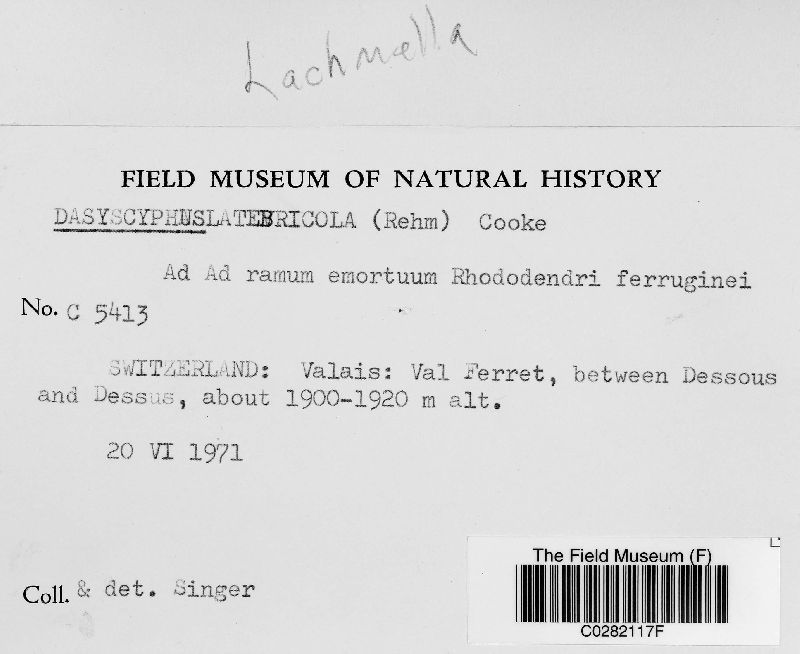 Lachnella
FIELD MUSEUM OF NATURAL HISTORY
DASYSCYPHUSLATEBRICOLA (Rehm) Cooke
Ad Ad ramum emortuum Rhododendri ferruginei
No. C 5413
SWITZERLAND: Valais: Val Ferret, between Dessous
and Dessus, about 1900-1920 m alt.
20 VI 1971
Coll. & det. Singer
The Field Museum (F)
C0282117F